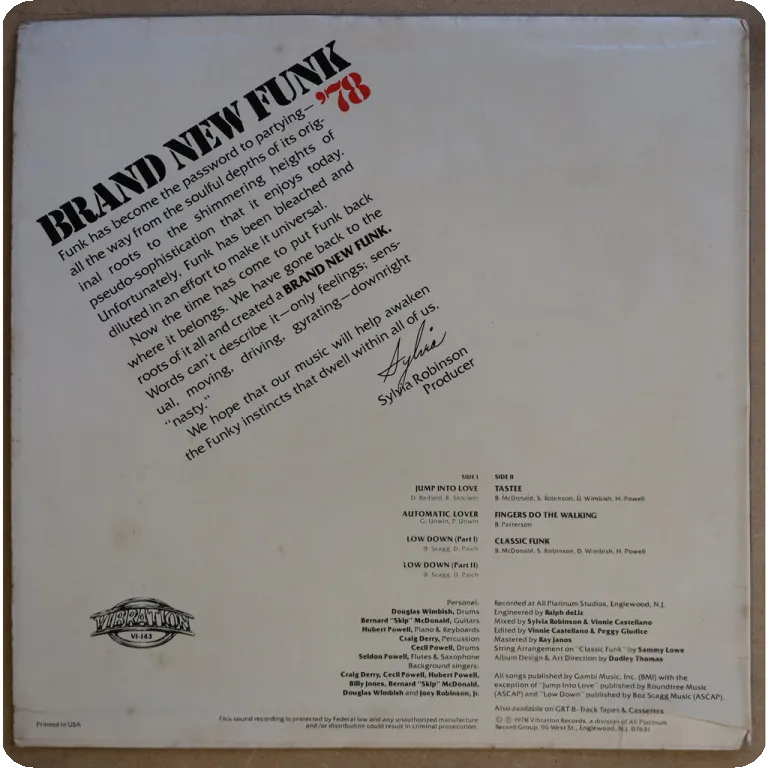 BRAND NEW FUNK
'78
Funk has become the password to partying—
all the way from the soulful depths of its orig-
inal roots to the shimmering heights of
pseudo-sophistication that it enjoys today.
Unfortunately, Funk has been bleached and
diluted in an effort to make it universal.
Now the time has come to put Funk back
where it belongs. We have gone back to the
roots of it all and created a BRAND NEW FUNK.
Words can't describe it—only feelings; sens-
ual, moving, driving, gyrating—downright
"nasty."
We hope that our music will help awaken
the Funky instincts that dwell within all of us.
Sylvia
Sylvia Robinson
Producer
SIDE I
JUMP INTO LOVE
D. Bedford, R. Stockert
AUTOMATIC LOVER
G. Unwin, P. Unwin
LOW DOWN (Part I)
B. Scagg, D. Paich
LOW DOWN (Part II)
B. Scagg, D. Paich
SIDE II
TASTEE
B. McDonald, S. Robinson, D. Wimbish, H. Powell
FINGERS DO THE WALKING
B. Patterson
CLASSIC FUNK
B. McDonald, S. Robinson, D. Wimbish, H. Powell
VIBRATION
VI-143
Personel:
Douglas Wimbish, Drums
Bernard "Skip" McDonald, Guitars
Hubert Powell, Piano & Keyboards
Craig Derry, Percussion
Cecil Powell, Drums
Seldon Powell, Flutes & Saxophone
Background singers:
Craig Derry, Cecil Powell, Hubert Powell,
Billy Jones, Bernard "Skip" McDonald,
Douglas Wimbish and Joey Robinson, Jr.
Recorded at All Platinum Studios, Englewood, N.J.
Engineered by Ralph deLiz
Mixed by Sylvia Robinson & Vinnie Castellano
Edited by Vinnie Castellano & Peggy Giudice
Mastered by Ray Janos
String Arrangement on "Classic Funk" by Sammy Lowe
Album Design & Art Direction by Dudley Thomas
All songs published by Gambi Music, Inc. (BMI) with the
exception of "Jump Into Love" published by Roundtree Music
(ASCAP) and "Low Down" published by Boz Scagg Music (ASCAP).
Also available on GRT 8-Track Tapes & Cassettes
© ℗ 1978 Vibration Records, a division of All Platinum
Record Group, 96 West St., Englewood, N.J. 07631
Printed in USA
This sound recording is protected by federal law and any unauthorized manufacture
and/or distribution could result in criminal prosecution.